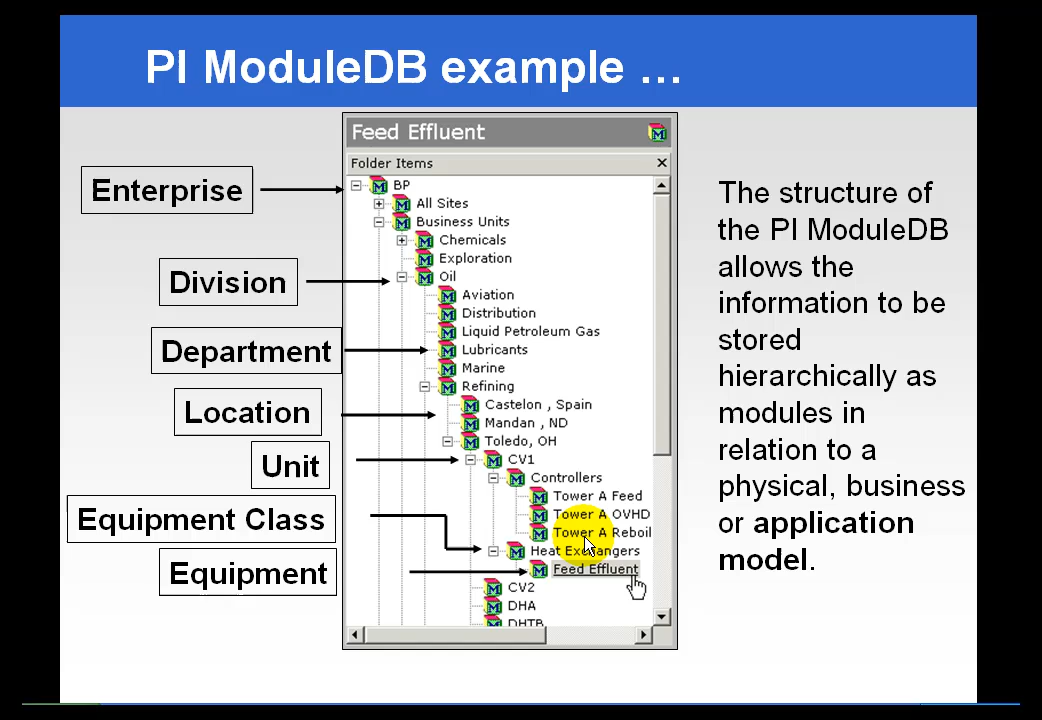 PI ModuleDB example ...
Feed Effluent
Folder Items
Enterprise
Division
Department
Location
Unit
Equipment Class
Equipment
BP
All Sites
Business Units
Chemicals
Exploration
Oil
Aviation
Distribution
Liquid Petroleum Gas
Lubricants
Marine
Refining
Castelon , Spain
Mandan , ND
Toledo, OH
CV1
Controllers
Tower A Feed
Tower A OVHD
Tower A Reboil
Heat Exchangers
Feed Effluent
CV2
DHA
DHTB
The structure of
the PI ModuleDB
allows the
information to be
stored
hierarchically as
modules in
relation to a
physical, business
or application
model.